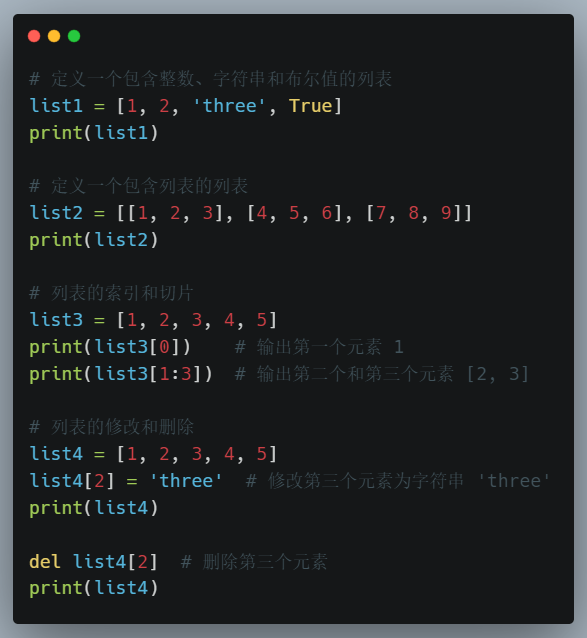 # 定义一个包含整数、字符串和布尔值的列表
list1 = [1, 2, 'three', True]
print(list1)
# 定义一个包含列表的列表
list2 = [[1, 2, 3], [4, 5, 6], [7, 8, 9]]
print(list2)
# 列表的索引和切片
list3 = [1, 2, 3, 4, 5]
print(list3[0])    # 输出第一个元素 1
print(list3[1:3])  # 输出第二个和第三个元素 [2, 3]
# 列表的修改和删除
list4 = [1, 2, 3, 4, 5]
list4[2] = 'three'  # 修改第三个元素为字符串 'three'
print(list4)
del list4[2]  # 删除第三个元素
print(list4)